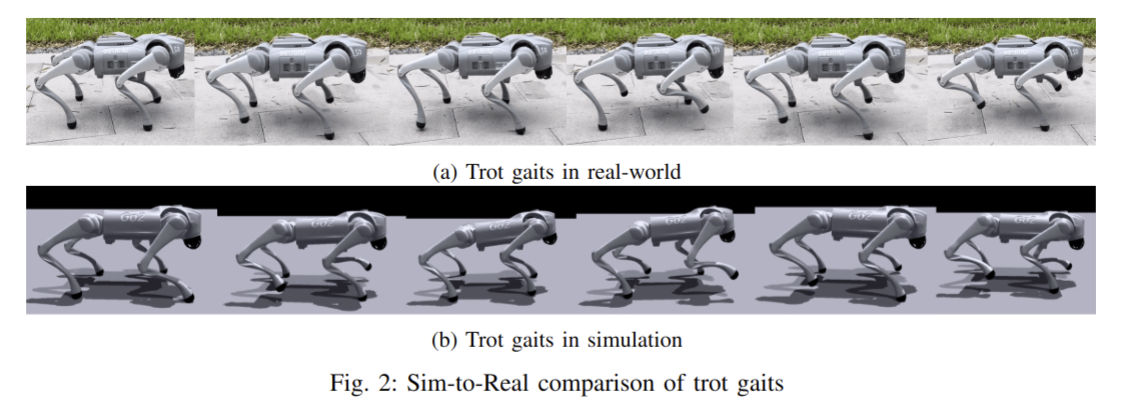 (a) Trot gaits in real-world
Go2
Go2
Go2
Go2
Go2
Go2
(b) Trot gaits in simulation
Fig. 2: Sim-to-Real comparison of trot gaits